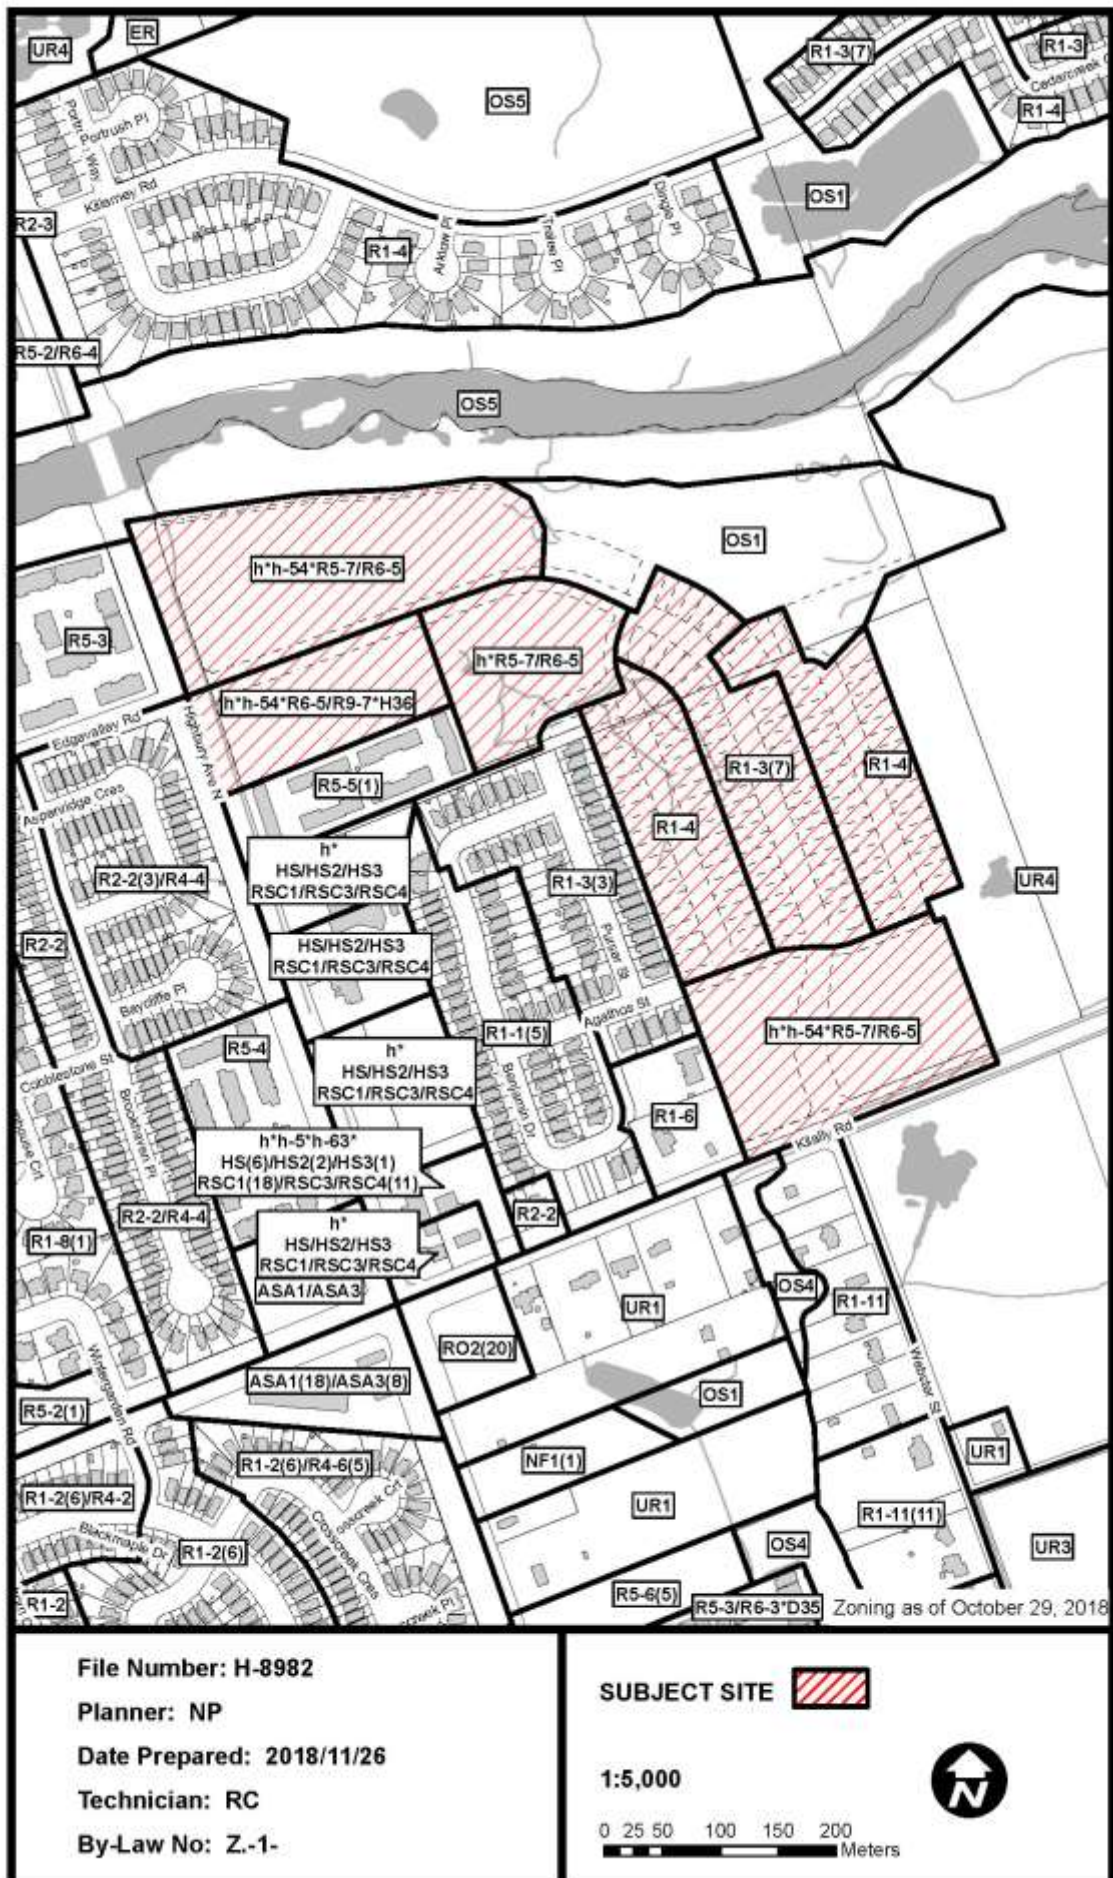 ER
UR4
R1-3(7)
R1-3
OS5
R1-4
Portrush Pl
Killarney Rd
OS1
Dingle Pl
R2-3
R1-4
Arklow Pl
Tralee Pl
R5-2/R6-4
OS5
OS1
h*h-54*R5-7/R6-5
R5-3
h*R5-7/R6-5
h*h-54*R6-5/R9-7*H36
Edgevalley Rd
Highbury Ave N
R1-3(7)
R1-4
R5-5(1)
Aspenridge Cres
R1-4
h*
HS/HS2/HS3
RSC1/RSC3/RSC4
R2-2(3)/R4-4
R1-3(3)
UR4
R2-2
HS/HS2/HS3
RSC1/RSC3/RSC4
Purser St
Baycliffe Pl
Agathos St
R1-1(5)
h*h-54*R5-7/R6-5
R5-4
Cobblestone St
h*
HS/HS2/HS3
RSC1/RSC3/RSC4
Benjamin Dr
Brookhaven Pl
R1-6
Kilally Rd
h*h-5*h-63*
HS(6)/HS2(2)/HS3(1)
RSC1(18)/RSC3/RSC4(11)
R2-2/R4-4
R2-2
R1-8(1)
h*
HS/HS2/HS3
RSC1/RSC3/RSC4
ASA1/ASA3
OS4
R1-11
UR1
RO2(20)
Wintergarden Rd
Webster St
ASA1(18)/ASA3(8)
OS1
R5-2(1)
UR1
R1-2(6)/R4-6(5)
NF1(1)
R1-2(6)/R4-2
UR1
R1-11(11)
Blackmaple Dr
R1-2(6)
Crosscreek Cres
OS4
UR3
R5-6(5)
R1-2
R5-3/R6-3*D35
Zoning as of October 29, 2018
File Number: H-8982
Planner: NP
Date Prepared: 2018/11/26
Technician: RC
By-Law No: Z.-1-
SUBJECT SITE
1:5,000
N
0 25 50 100 150 200
Meters